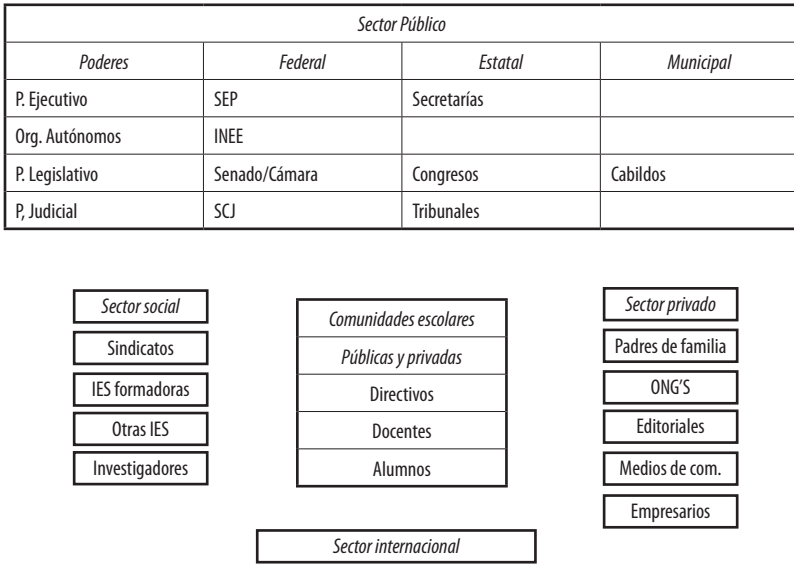 Sector Público
Poderes Federal Estatal Municipal
P. Ejecutivo SEP Secretarías
Org. Autónomos INEE
P. Legislativo Senado/Cámara Congresos Cabildos
P, Judicial SCJ Tribunales
Sector social
Sindicatos
IES formadoras
Otras IES
Investigadores
Comunidades escolares
Públicas y privadas
Directivos
Docentes
Alumnos
Sector privado
Padres de familia
ONG'S
Editoriales
Medios de com.
Empresarios
Sector internacional